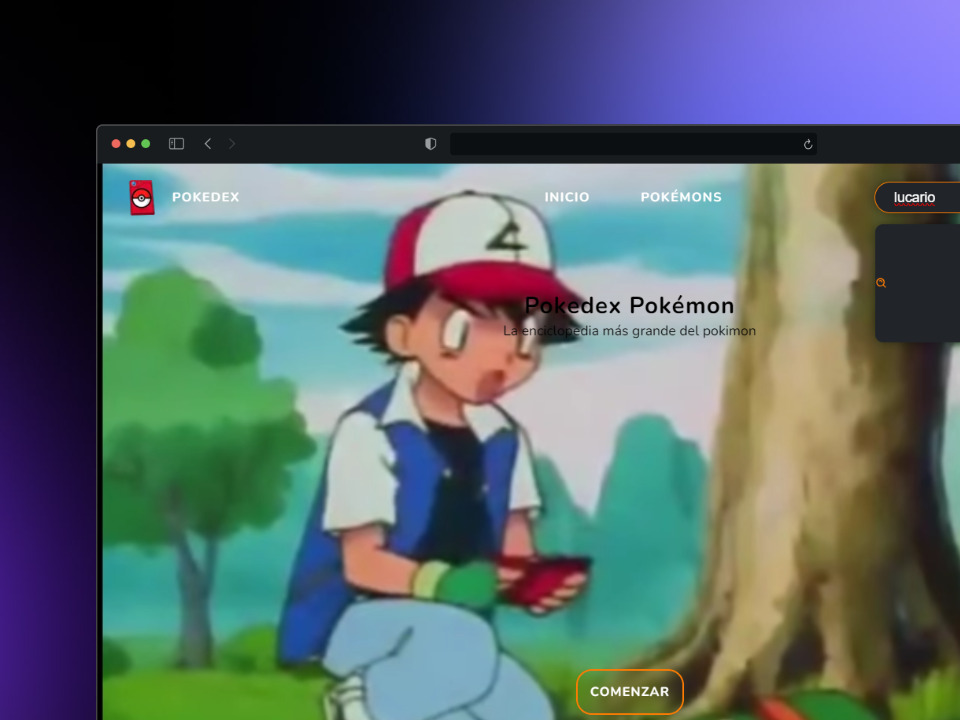 POKEDEX
INICIO
POKÉMONS
lucario
Pokedex Pokémon
La enciclopedia más grande del pokimon
COMENZAR